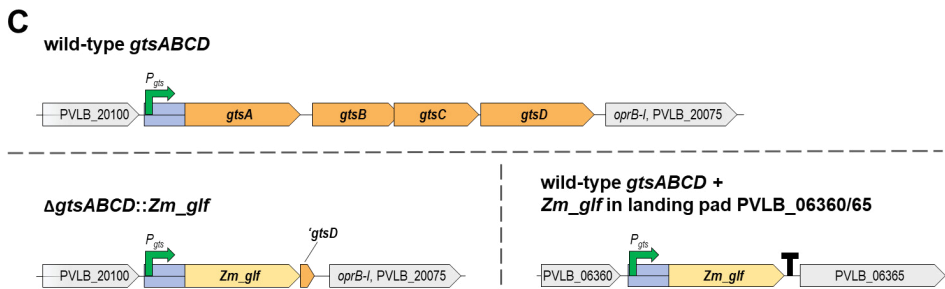 C
wild-type gtsABCD
Pgts
PVLB_20100 gtsA gtsB gtsC gtsD oprB-I, PVLB_20075
ΔgtsABCD::Zm_glf
Pgts 'gtsD
PVLB_20100 Zm_glf oprB-I, PVLB_20075
wild-type gtsABCD +
Zm_glf in landing pad PVLB_06360/65
Pgts T
PVLB_06360 Zm_glf PVLB_06365